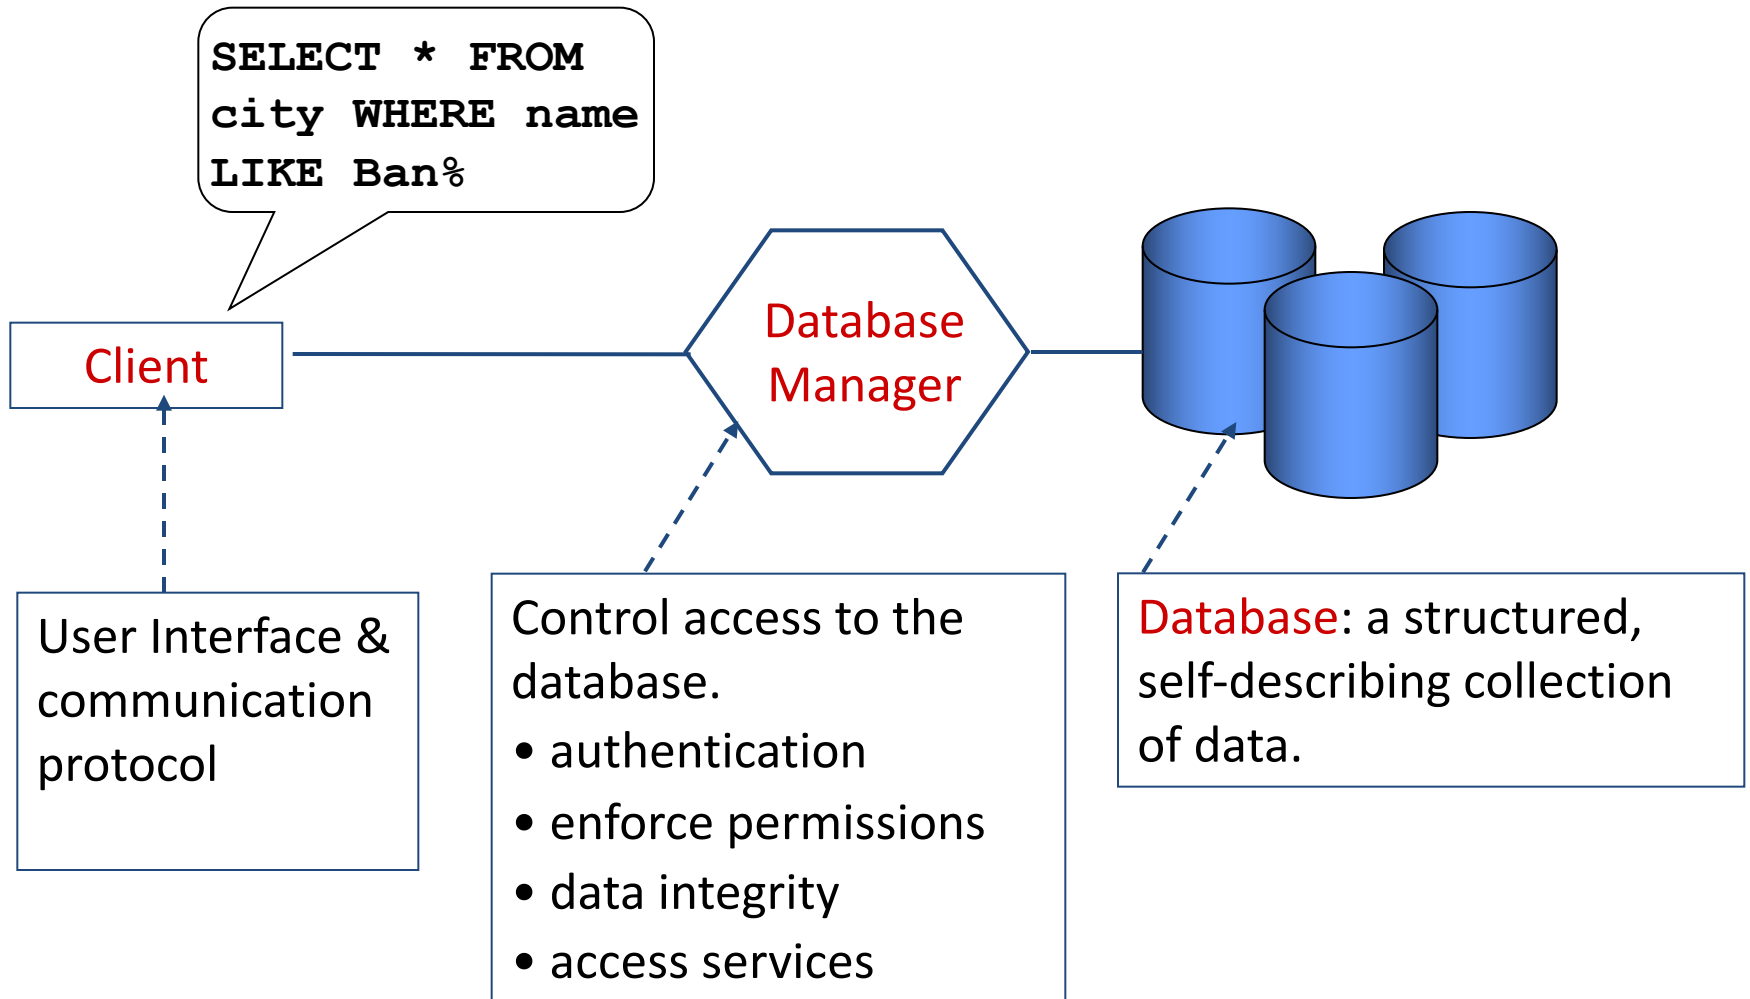 SELECT * FROM
city WHERE name
LIKE Ban%
Client
Database
Manager
User Interface &
communication
protocol
Control access to the
database.
• authentication
• enforce permissions
• data integrity
• access services
Database: a structured,
self-describing collection
of data.